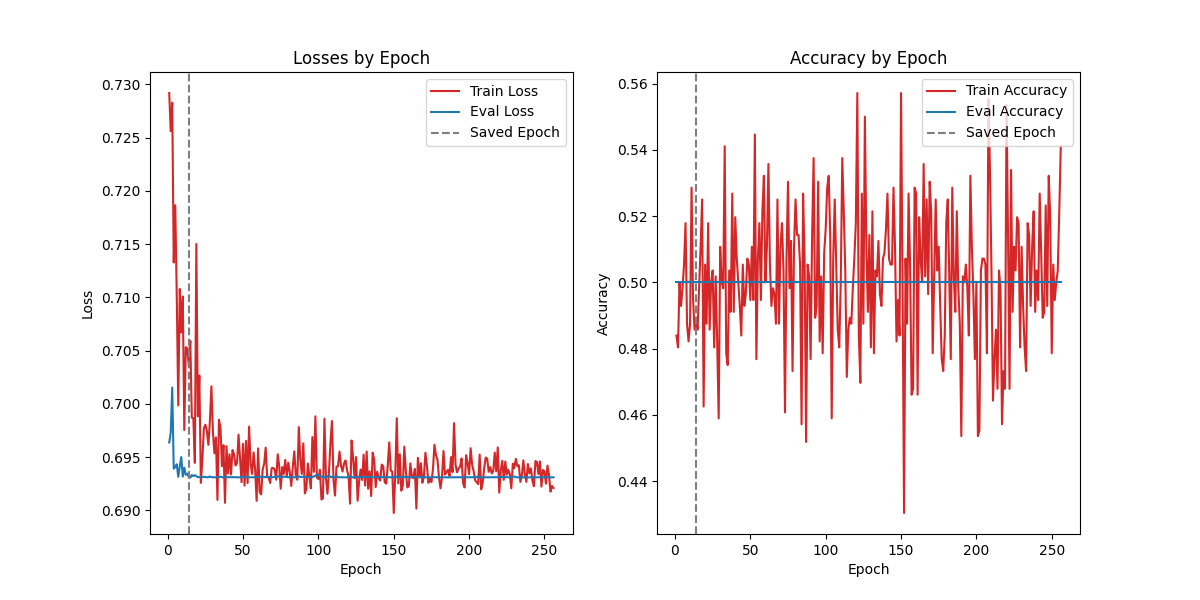 Losses by Epoch
0.730
0.725
0.720
0.715
0.710
0.705
0.700
0.695
0.690
Loss
0
50
100
150
200
250
Epoch
Train Loss
Eval Loss
Saved Epoch
Accuracy by Epoch
0.56
0.54
0.52
0.50
0.48
0.46
0.44
Accuracy
0
50
100
150
200
250
Epoch
Train Accuracy
Eval Accuracy
Saved Epoch